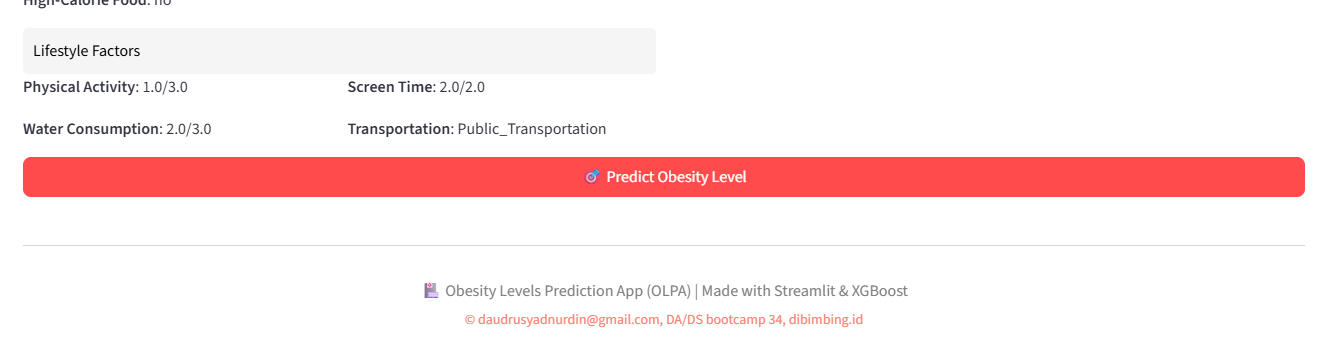 High-Calorie Food: no
Lifestyle Factors
Physical Activity: 1.0/3.0
Screen Time: 2.0/2.0
Water Consumption: 2.0/3.0
Transportation: Public_Transportation
Predict Obesity Level
Obesity Levels Prediction App (OLPA) | Made with Streamlit & XGBoost
© daudrusyadnurdin@gmail.com, DA/DS bootcamp 34, dibimbing.id